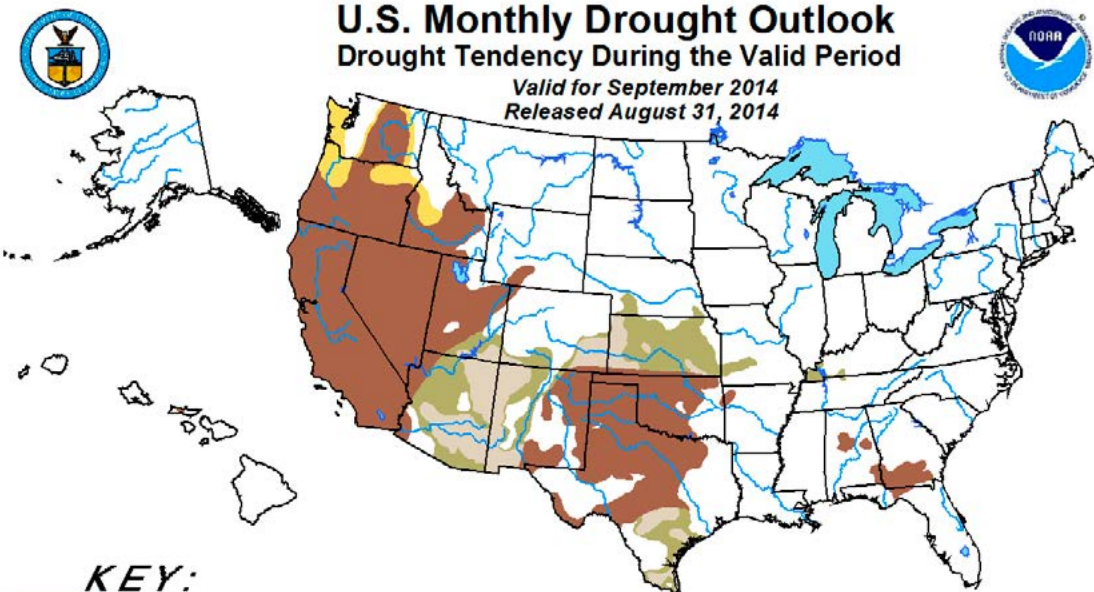 U.S. Monthly Drought Outlook
Drought Tendency During the Valid Period
Valid for September 2014
Released August 31, 2014
NOAA
KEY: